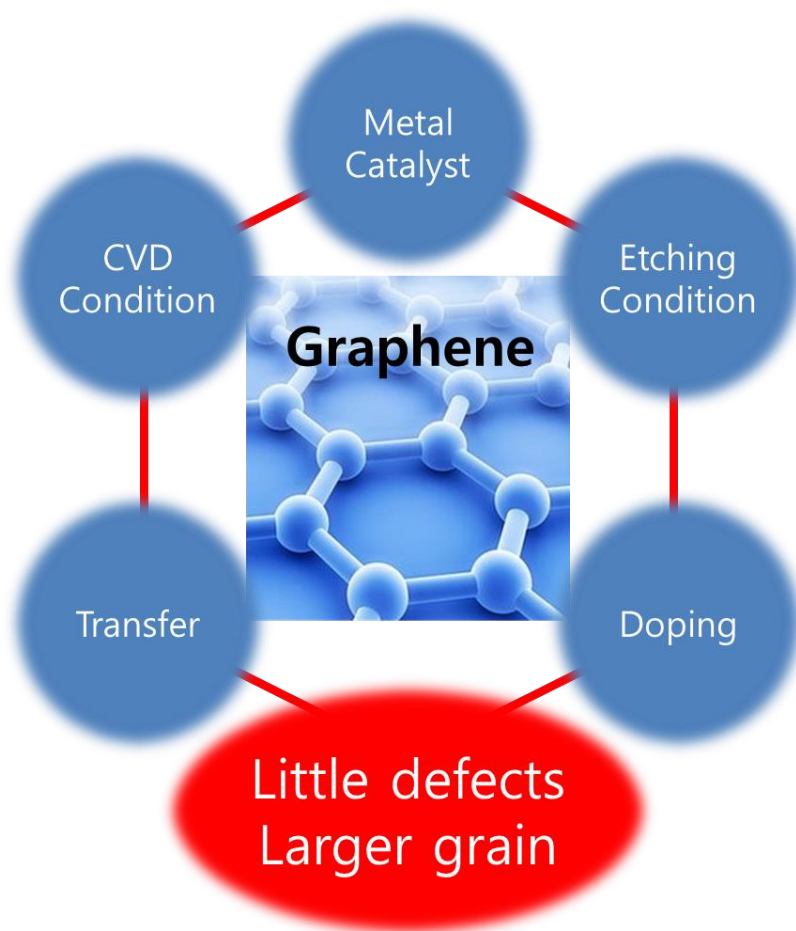 Metal
Catalyst
CVD
Condition
Etching
Condition
Graphene
Transfer
Doping
Little defects
Larger grain